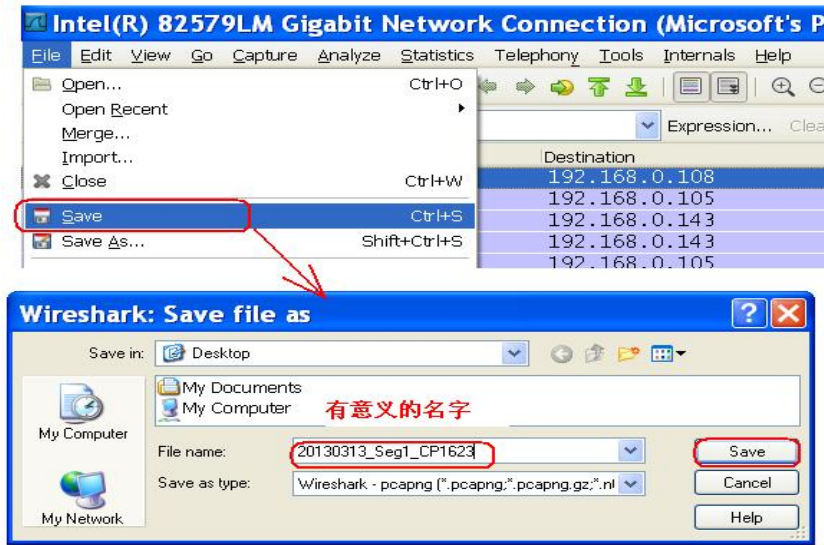 Intel(R) 82579LM Gigabit Network Connection (Microsoft's P
File Edit View Go Capture Analyze Statistics Telephony Tools Internals Help
Open... Ctrl+O
Open Recent
Merge...
Expression... Clea
Import...
Destination
Close Ctrl+W
192.168.0.108
192.168.0.105
Save Ctrl+S
192.168.0.143
Save As... Shift+Ctrl+S
192.168.0.143
192.168.0.105
Wireshark: Save file as
Save in: Desktop
My Documents
My Computer
有意义的名字
My Computer
File name: 20130313_Seg1_CP1623 Save
Save as type: Wireshark - pcapng (*.pcapng;*.pcapng.gz;*.nt Cancel
My Network
Help